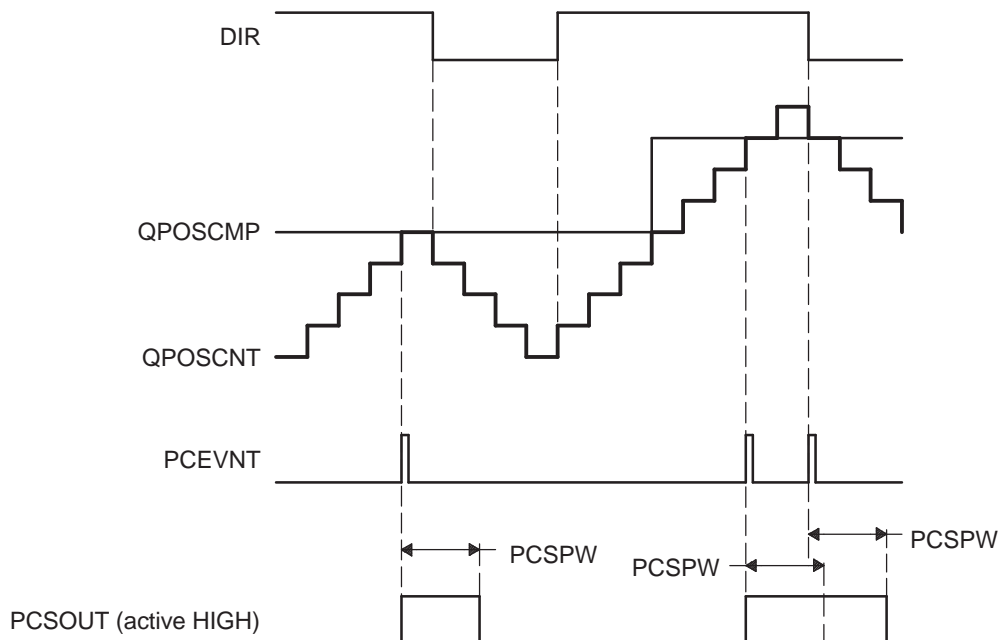 DIR
QPOSCMP
QPOSCNT
PCEVNT
PCSPW
PCSPW
PCSPW
PCSOUT (active HIGH)